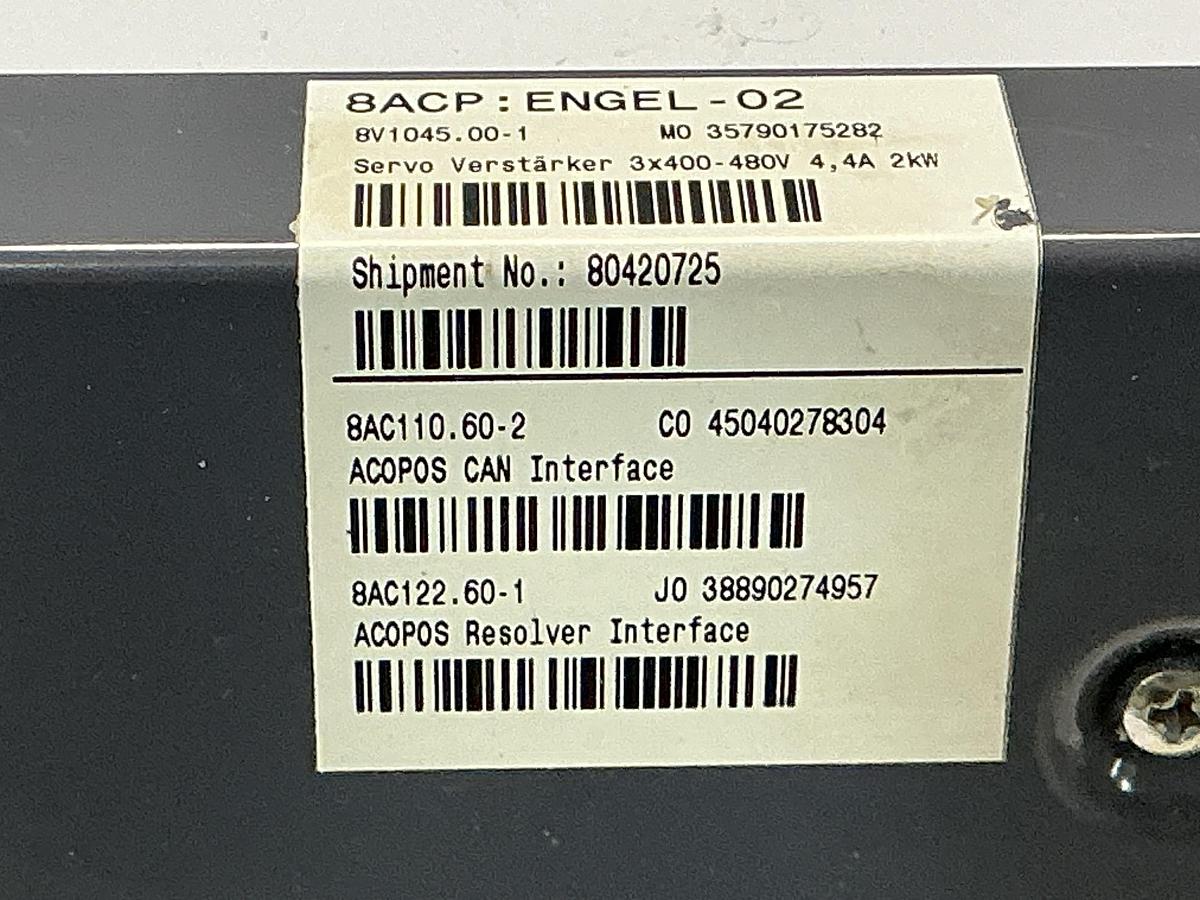 8ACP:ENGEL-02
8V1045.00-1 M0 35790175282
Servo Verstärker 3x400-480V 4,4A 2kW
Shipment No.: 80420725
8AC110.60-2 C0 45040278304
ACOPOS CAN Interface
8AC122.60-1 J0 38890274957
ACOPOS Resolver Interface